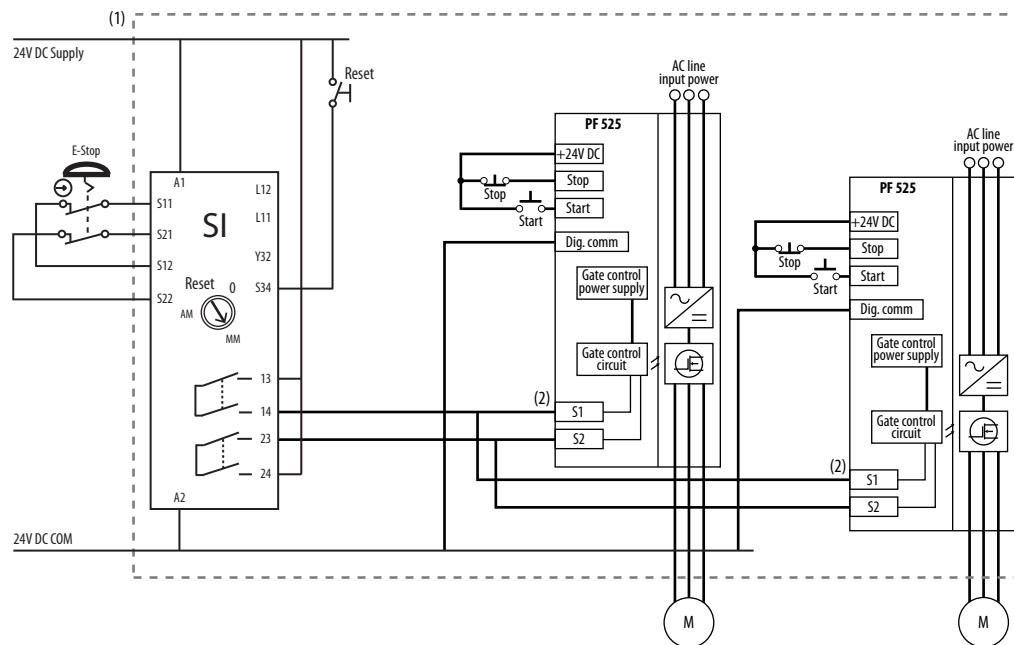 (1)
24V DC Supply
Reset
E-Stop
A1
L12
S11
SI
L11
S21
Y32
S12
S34
S22
Reset
0
AM
MM
13
14
23
24
A2
24V DC COM
AC line
input power
PF 525
+24V DC
Stop
Stop
Start
Start
Dig. comm
Gate control
power supply
Gate control
circuit
(2)
S1
S2
M
AC line
input power
PF 525
+24V DC
Stop
Stop
Start
Start
Dig. comm
Gate control
power supply
Gate control
circuit
(2)
S1
S2
M